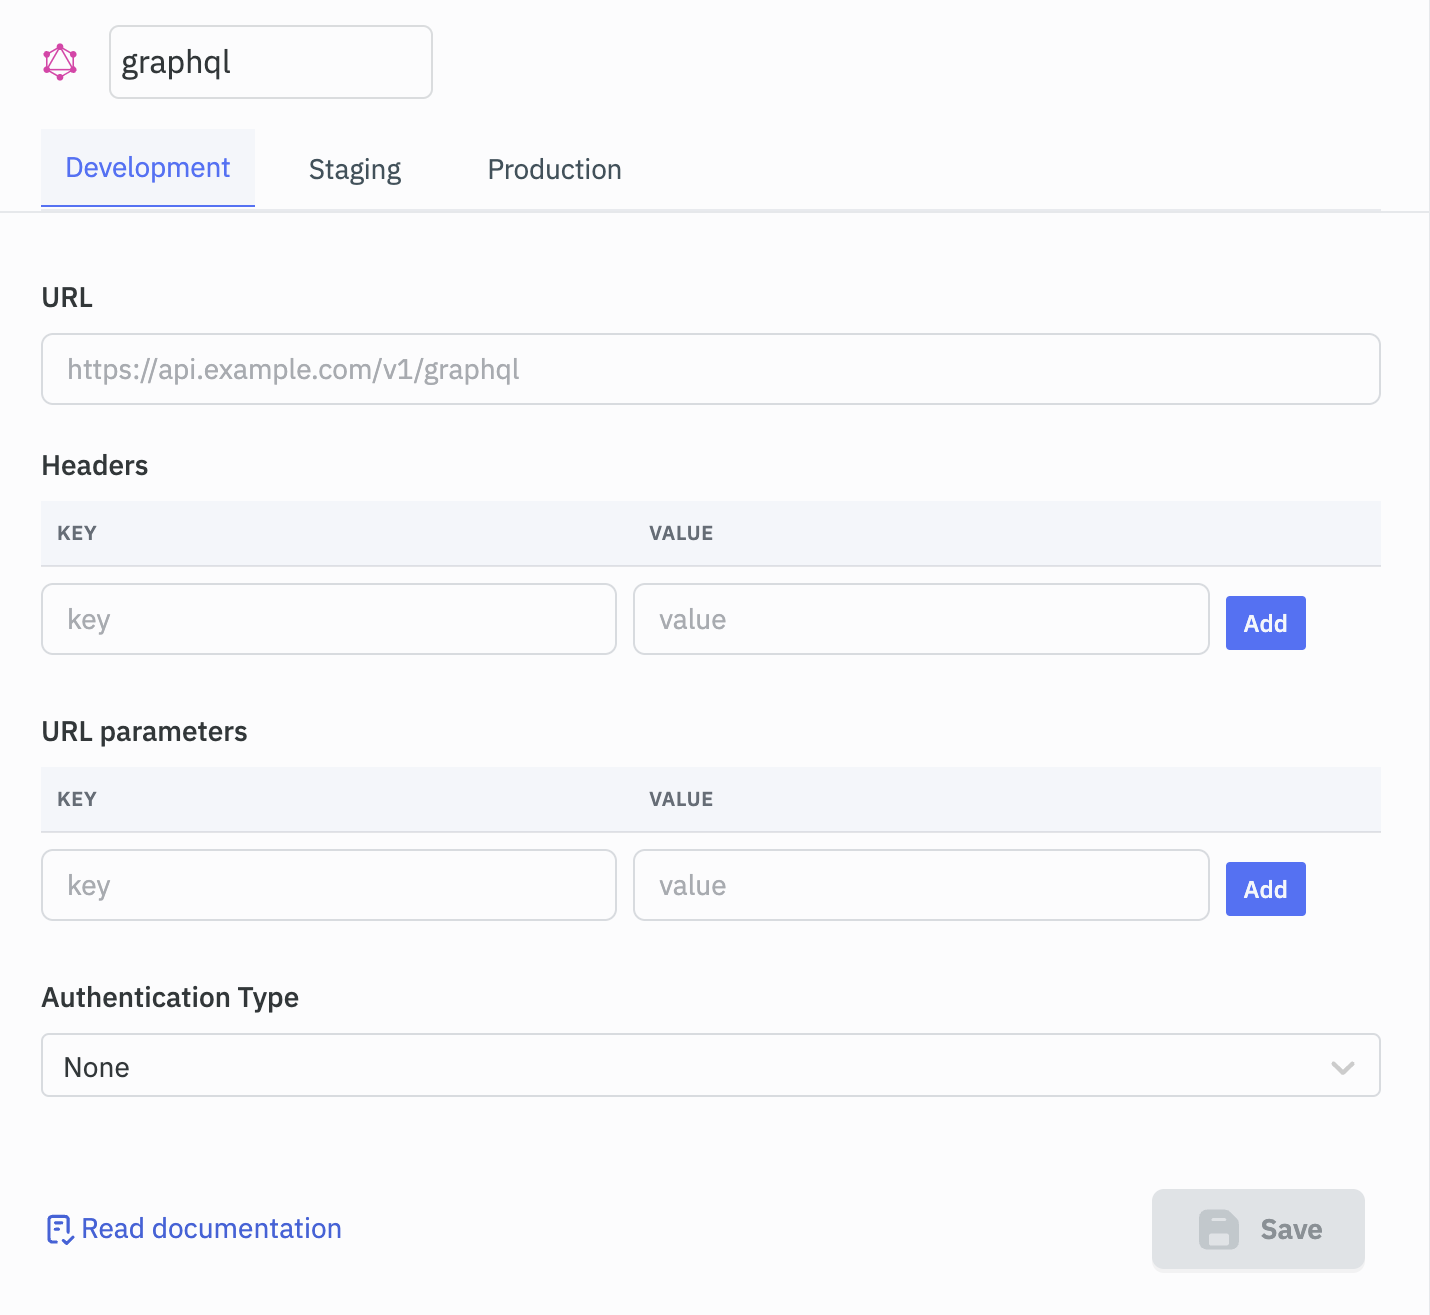 graphql
Development Staging Production
URL
https://api.example.com/v1/graphql
Headers
KEY VALUE
key value Add
URL parameters
KEY VALUE
key value Add
Authentication Type
None
Read documentation Save